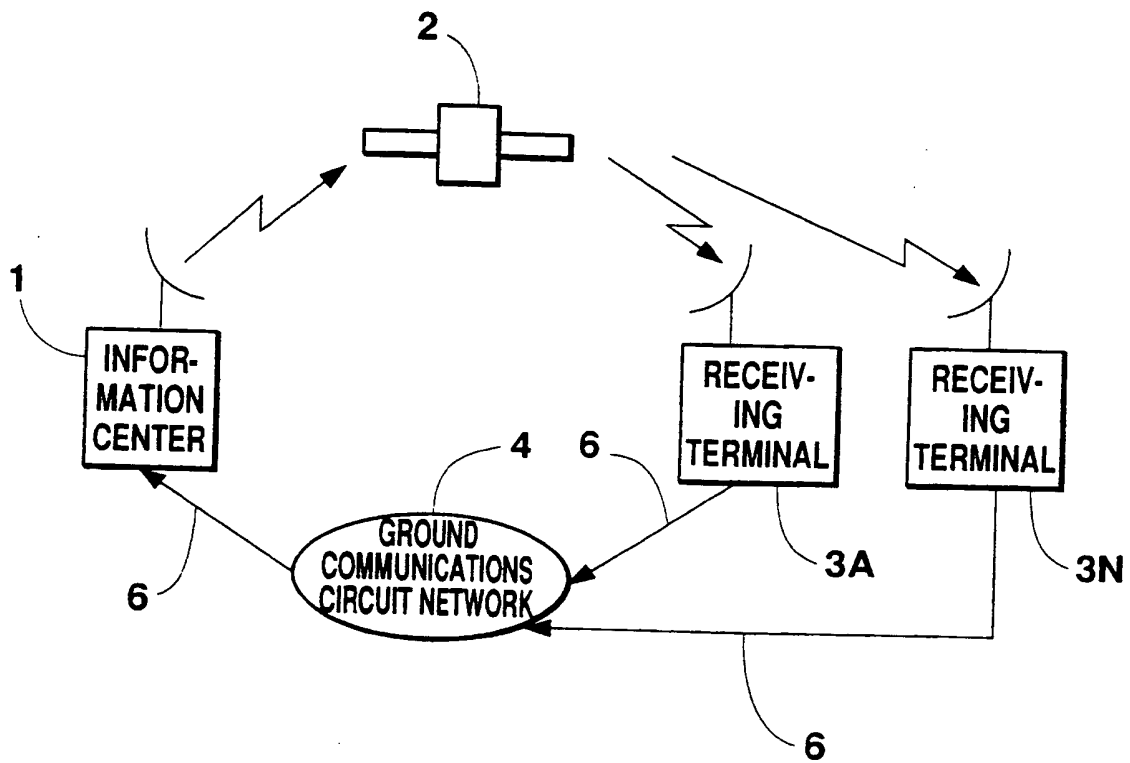 2
1
INFOR-
MATION
CENTER
RECEIV-
ING
TERMINAL
RECEIV-
ING
TERMINAL
4
6
GROUND
COMMUNICATIONS
CIRCUIT NETWORK
6
3A
3N
6